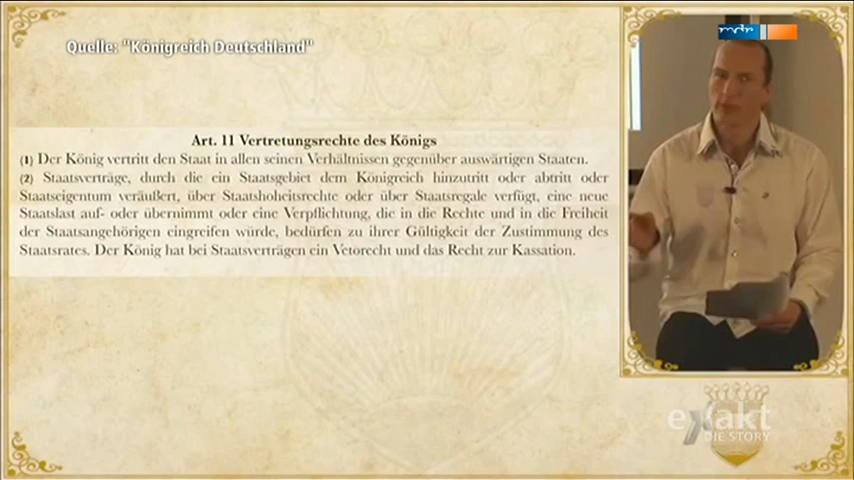 Quelle: "Königreich Deutschland"
mdr
Art. 11 Vertretungsrechte des Königs
(1) Der König vertritt den Staat in allen seinen Verhältnissen gegenüber auswärtigen Staaten.
(2) Staatsverträge, durch die ein Staatsgebiet dem Königreich hinzutritt oder abtritt oder
Staatseigentum veräußert, über Staatshoheitsrechte oder über Staatsregale verfügt, eine neue
Staatslast auf- oder übernimmt oder eine Verpflichtung, die in die Rechte und in die Freiheit
der Staatsangehörigen eingreifen würde, bedürfen zu ihrer Gültigkeit der Zustimmung des
Staatsrates. Der König hat bei Staatsverträgen ein Vetorecht und das Recht zur Kassation.
exakt
DIE STORY